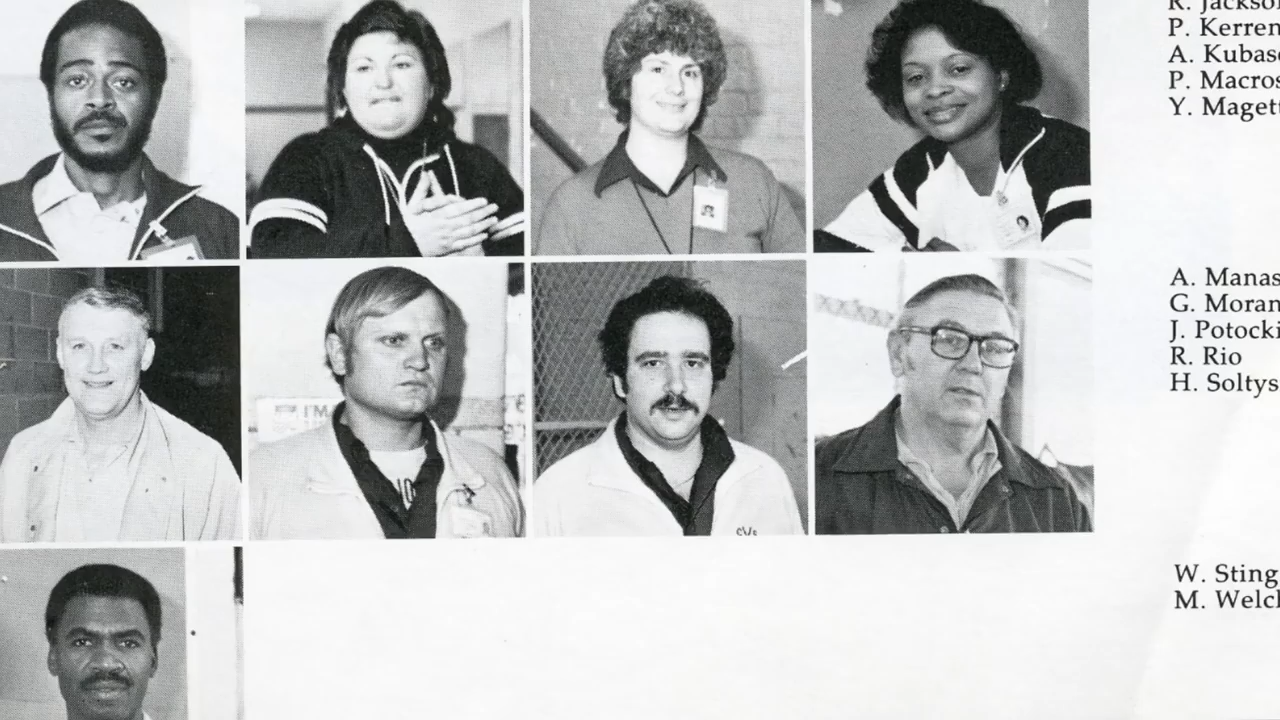 R. Jackso
P. Kerren
A. Kubas
P. Macros
Y. Magett
A. Manas
G. Moran
J. Potocki
R. Rio
H. Soltys
W. Sting
M. Welch
I'M